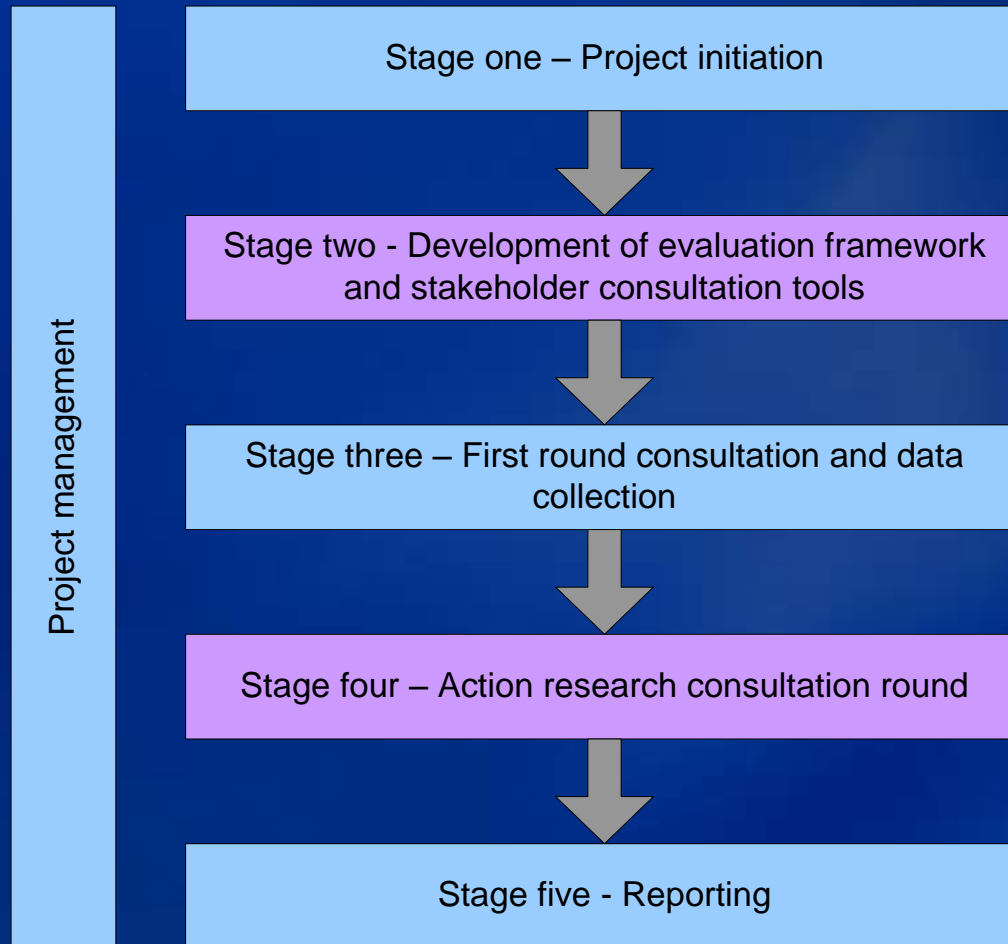 Project management
Stage one – Project initiation
Stage two - Development of evaluation framework
and stakeholder consultation tools
Stage three – First round consultation and data
collection
Stage four – Action research consultation round
Stage five - Reporting